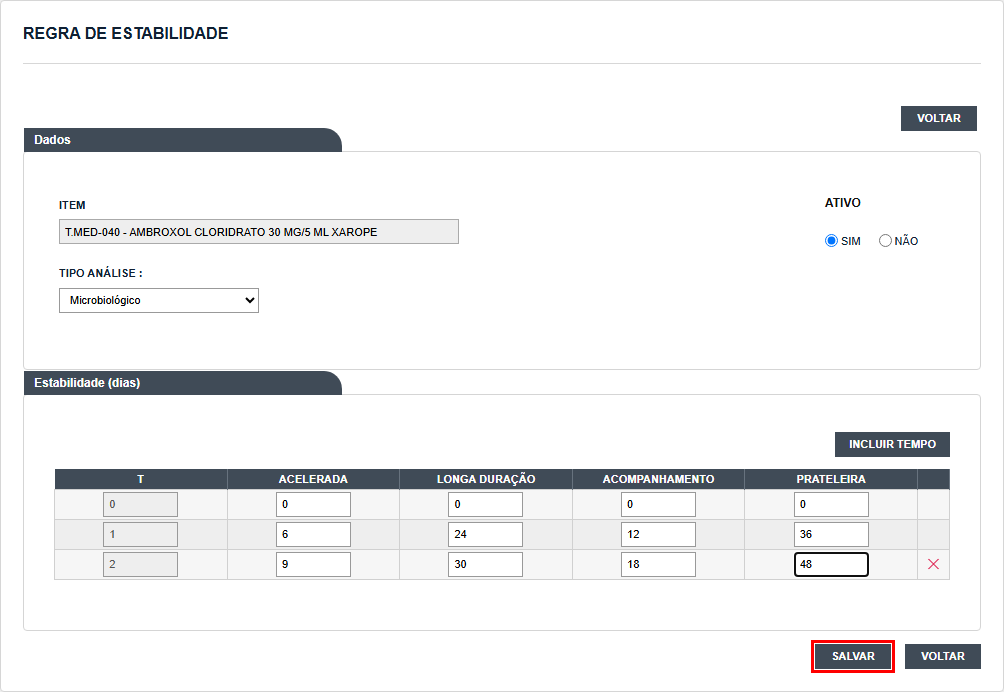 REGRA DE ESTABILIDADE
VOLTAR
Dados
ITEM
T.MED-040 - AMBROXOL CLORIDRATO 30 MG/5 ML XAROPE
ATIVO
SIM NÃO
TIPO ANÁLISE :
Microbiológico
Estabilidade (dias)
INCLUIR TEMPO
T ACELERADA LONGA DURAÇÃO ACOMPANHAMENTO PRATELEIRA
0 0 0 0 0
1 6 24 12 36
2 9 30 18 48
SALVAR VOLTAR